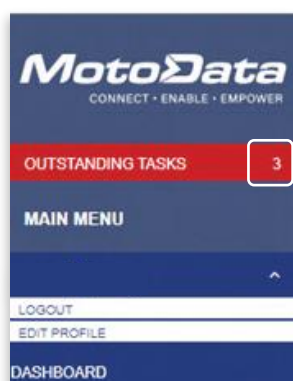 MotoData
CONNECT • ENABLE • EMPOWER
OUTSTANDING TASKS 3
MAIN MENU
LOGOUT
EDIT PROFILE
DASHBOARD